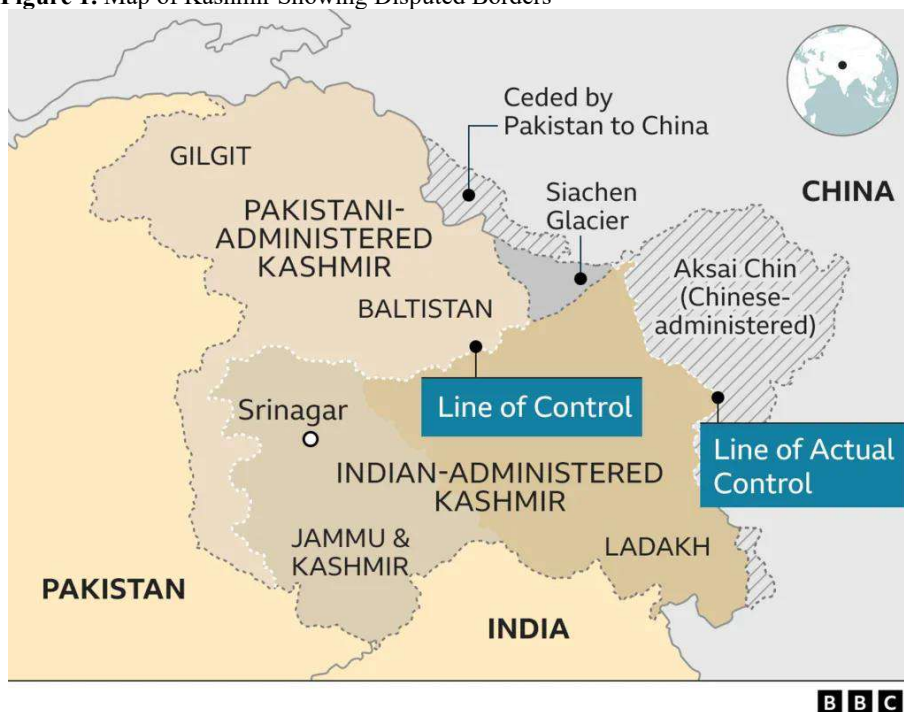 Figure 1. Map of Kashmir Showing Disputed Borders
Ceded by
Pakistan to China
GILGIT
Siachen
Glacier
CHINA
PAKISTANI-
ADMINISTERED
KASHMIR
Aksai Chin
(Chinese-
administered)
BALTISTAN
Line of Control
Srinagar
Line of Actual
Control
INDIAN-ADMINISTERED
KASHMIR
JAMMU &
KASHMIR
LADAKH
PAKISTAN
INDIA
BBC